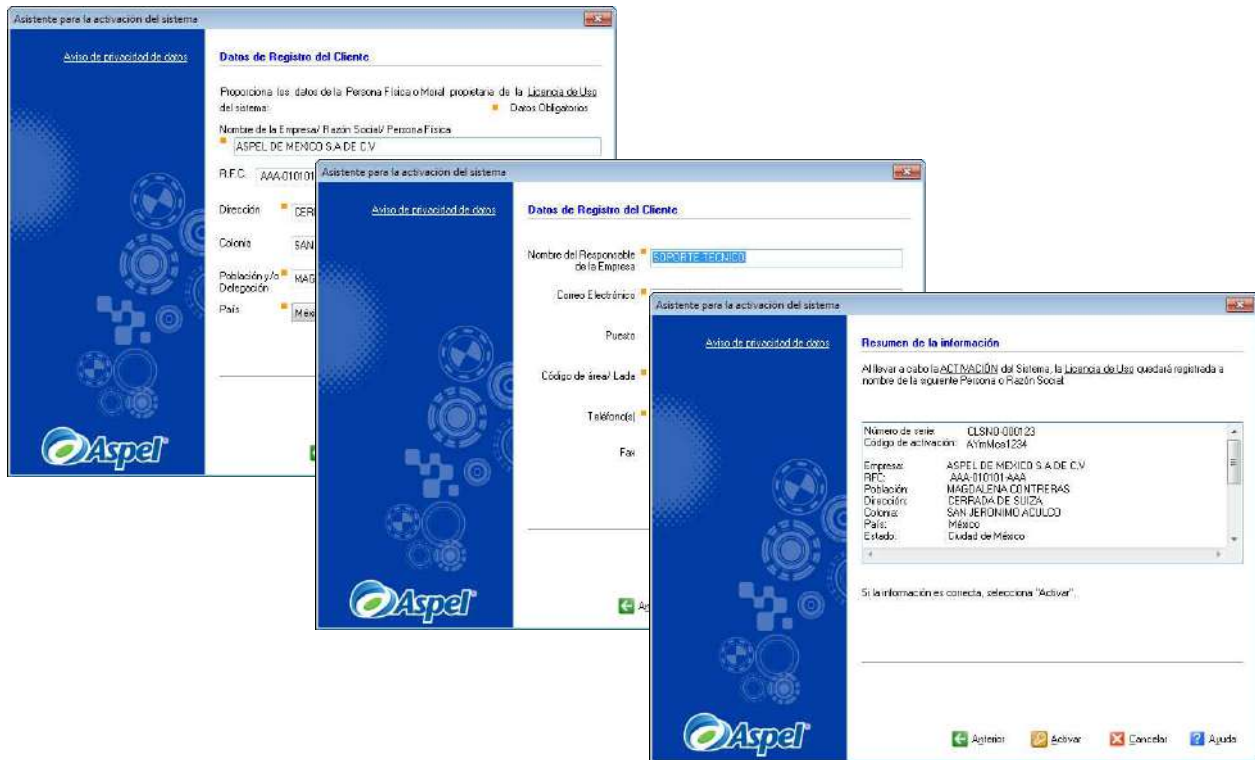 Asistente para la activación del sistema
Aviso de privacidad de datos
Datos de Registro del Cliente
Proporciona los datos de la Persona Física o Moral propietaria de la Licencia de Uso
del sistema:
Datos Obligatorios
Nombre de la Empresa/ Razón Social/ Persona Física
ASPEL DE MEXICO S.A DE C.V
R.F.C. AAA-010101
Dirección CERR
Colonia SAN
Población y/o MAG
Delegación
País Méxi
Aspel
Asistente para la activación del sistema
Aviso de privacidad de datos
Datos de Registro del Cliente
Nombre del Responsable SOPORTE TECNICO
de la Empresa
Correo Electrónico
Puesto
Código de área/ Lada
Teléfono(s)
Fax
Aspel
Asistente para la activación del sistema
Aviso de privacidad de datos
Resumen de la información
Al llevar a cabo la ACTIVACIÓN del Sistema, la Licencia de Uso quedará registrada a
nombre de la siguiente Persona o Razón Social:
Número de serie: CLSN0-000123
Código de activación: AYmMca1234
Empresa: ASPEL DE MEXICO S.A DE C.V
RFC: AAA-010101-AAA
Población: MAGDALENA CONTRERAS
Dirección: CERRADA DE SUIZA
Colonia: SAN JERONIMO ACULCO
País: México
Estado: Ciudad de México
Si la información es correcta, selecciona "Activar".
Anterior Activar Cancelar Ayuda
Aspel